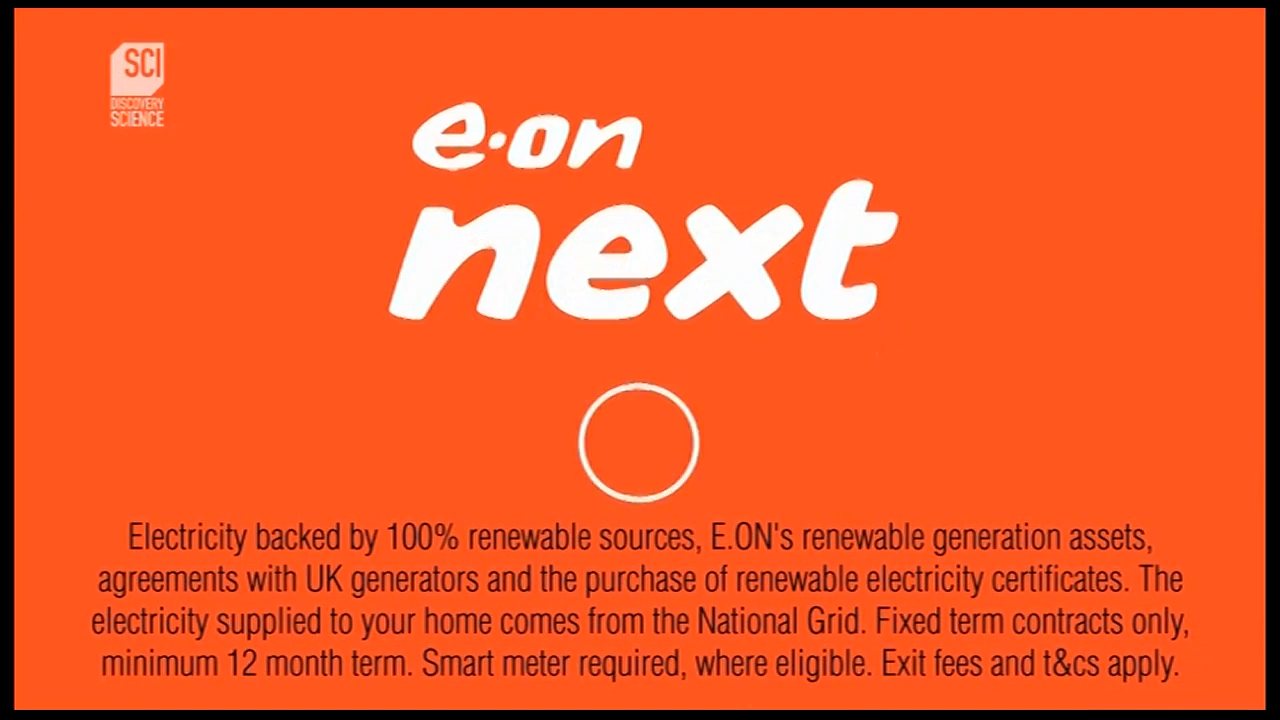 SCI
DISCOVERY
SCIENCE
e·on
next
Electricity backed by 100% renewable sources, E.ON's renewable generation assets,
agreements with UK generators and the purchase of renewable electricity certificates. The
electricity supplied to your home comes from the National Grid. Fixed term contracts only,
minimum 12 month term. Smart meter required, where eligible. Exit fees and t&cs apply.